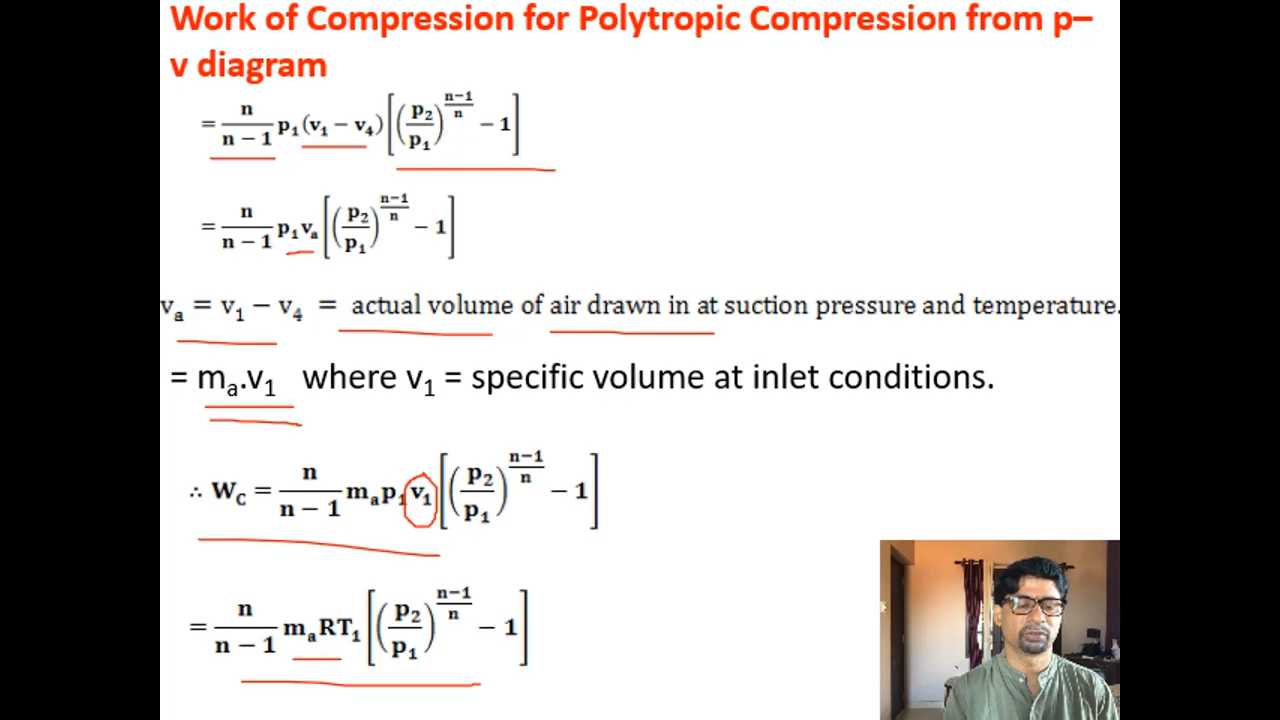 Work of Compression for Polytropic Compression from p–
v diagram
= n/(n − 1) p₁(v₁ − v₄) [(p₂/p₁)^((n−1)/n) − 1]
= n/(n − 1) p₁vₐ [(p₂/p₁)^((n−1)/n) − 1]
vₐ = v₁ − v₄ = actual volume of air drawn in at suction pressure and temperature.
= mₐ.v₁ where v₁ = specific volume at inlet conditions.
∴ W_C = n/(n − 1) mₐp₁v₁ [(p₂/p₁)^((n−1)/n) − 1]
= n/(n − 1) mₐRT₁ [(p₂/p₁)^((n−1)/n) − 1]